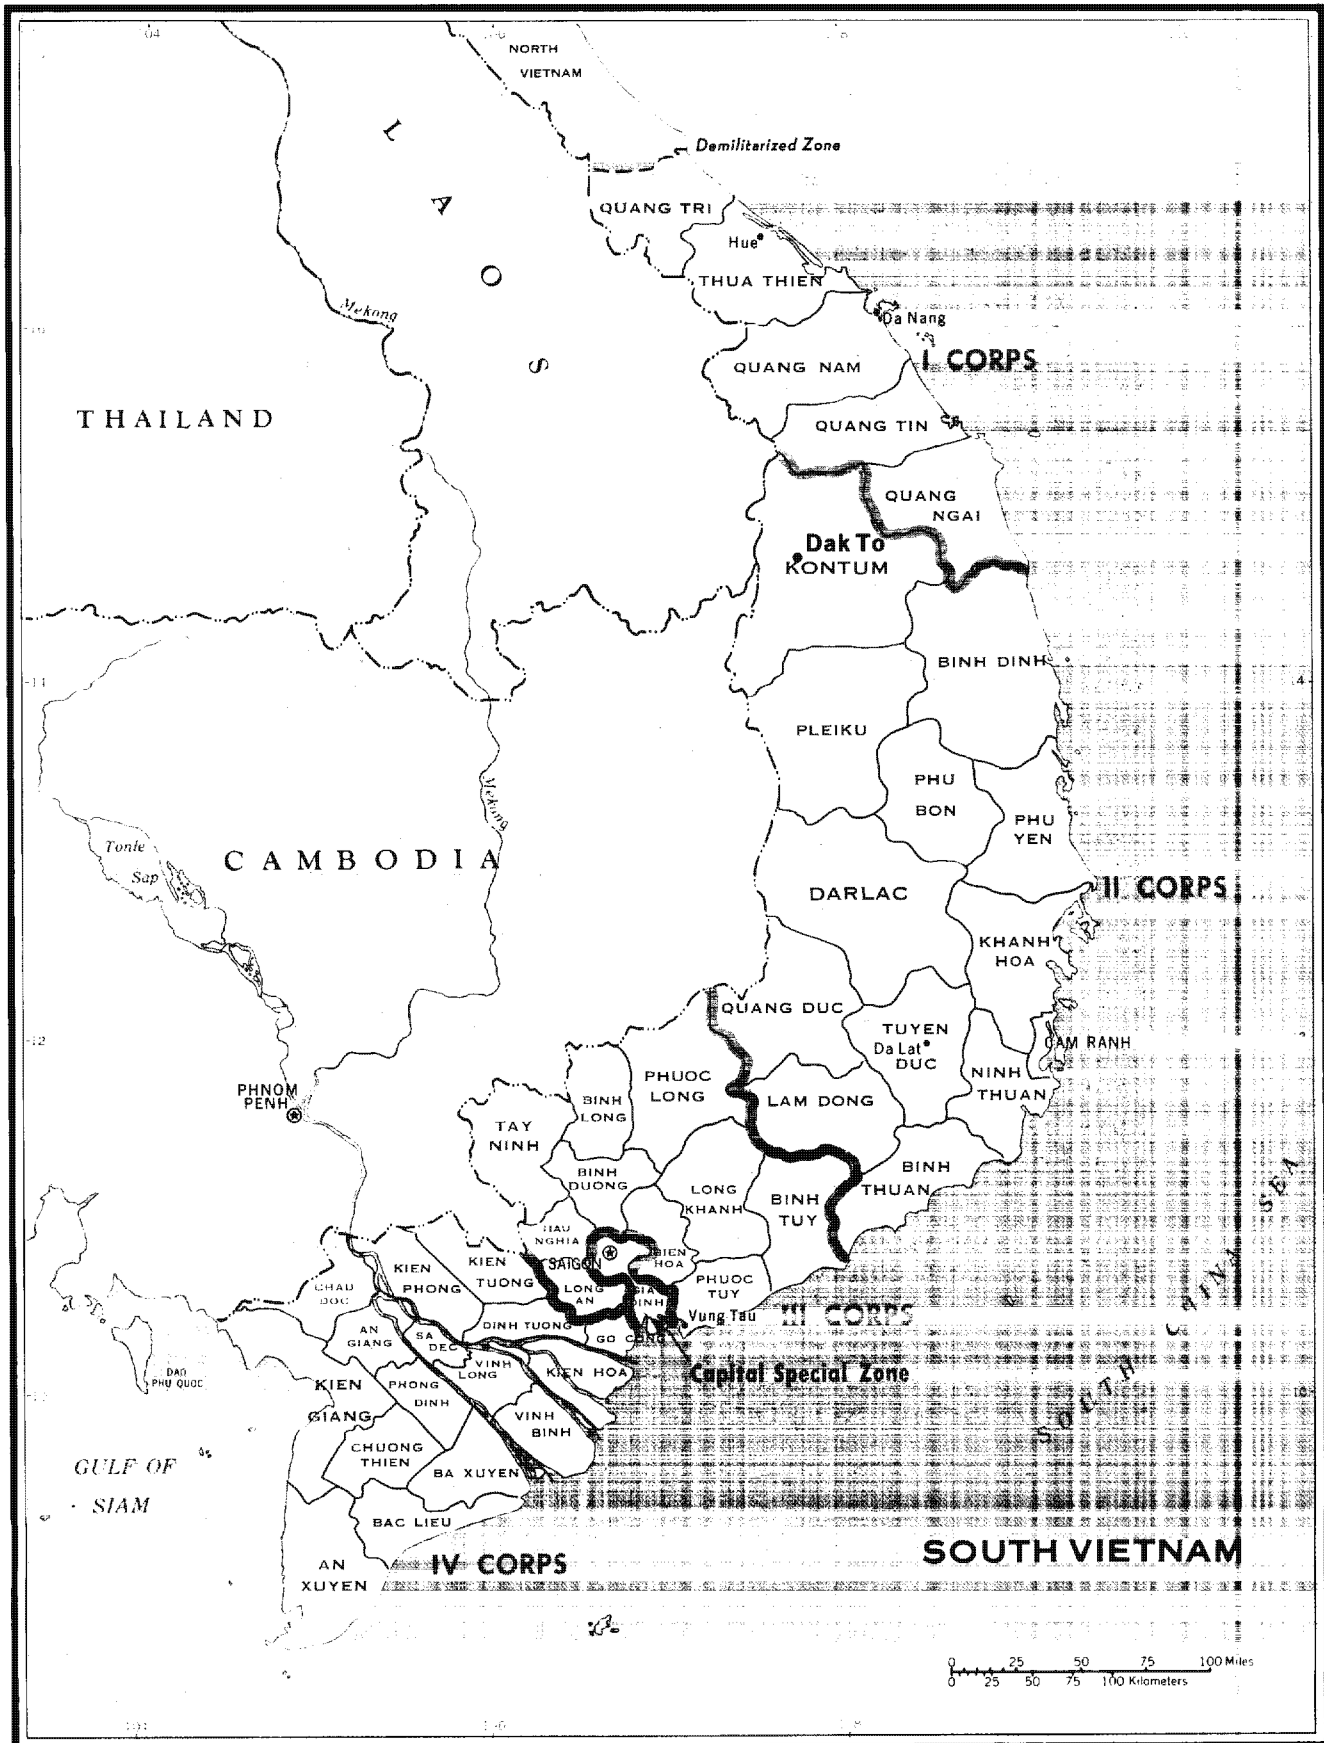 NORTH
VIETNAM
L A O S
Demilitarized Zone
QUANG TRI
Hue
THUA THIEN
Mekong
Da Nang
QUANG NAM
I CORPS
THAILAND
QUANG TIN
QUANG
NGAI
Dak To
KONTUM
BINH DINH
PLEIKU
PHU
BON
PHU
YEN
Mekong
Tonle
Sap
CAMBODIA
DARLAC
II CORPS
KHANH
HOA
QUANG DUC
TUYEN
DUC
Da Lat
CAM RANH
NINH
THUAN
PHNOM
PENH
PHUOC
LONG
BINH
LONG
LAM DONG
TAY
NINH
BINH
DUONG
BINH
THUAN
LONG
KHANH
BINH
TUY
HAU
NGHIA
SAIGON
BIEN
HOA
PHUOC
TUY
KIEN
PHONG
KIEN
TUONG
LONG
AN
GIA
DINH
CHAU
DOC
Vung Tau
III CORPS
AN
GIANG
SA
DEC
DINH TUONG
GO CONG
VINH
LONG
KIEN HOA
Capital Special Zone
DAO
PHU QUOC
KIEN
GIANG
PHONG
DINH
VINH
BINH
CHUONG
THIEN
BA XUYEN
GULF OF
SIAM
BAC LIEU
AN
XUYEN
IV CORPS
SOUTH CHINA SEA
SOUTH VIETNAM
0 25 50 75 100 Miles
0 25 50 75 100 Kilometers